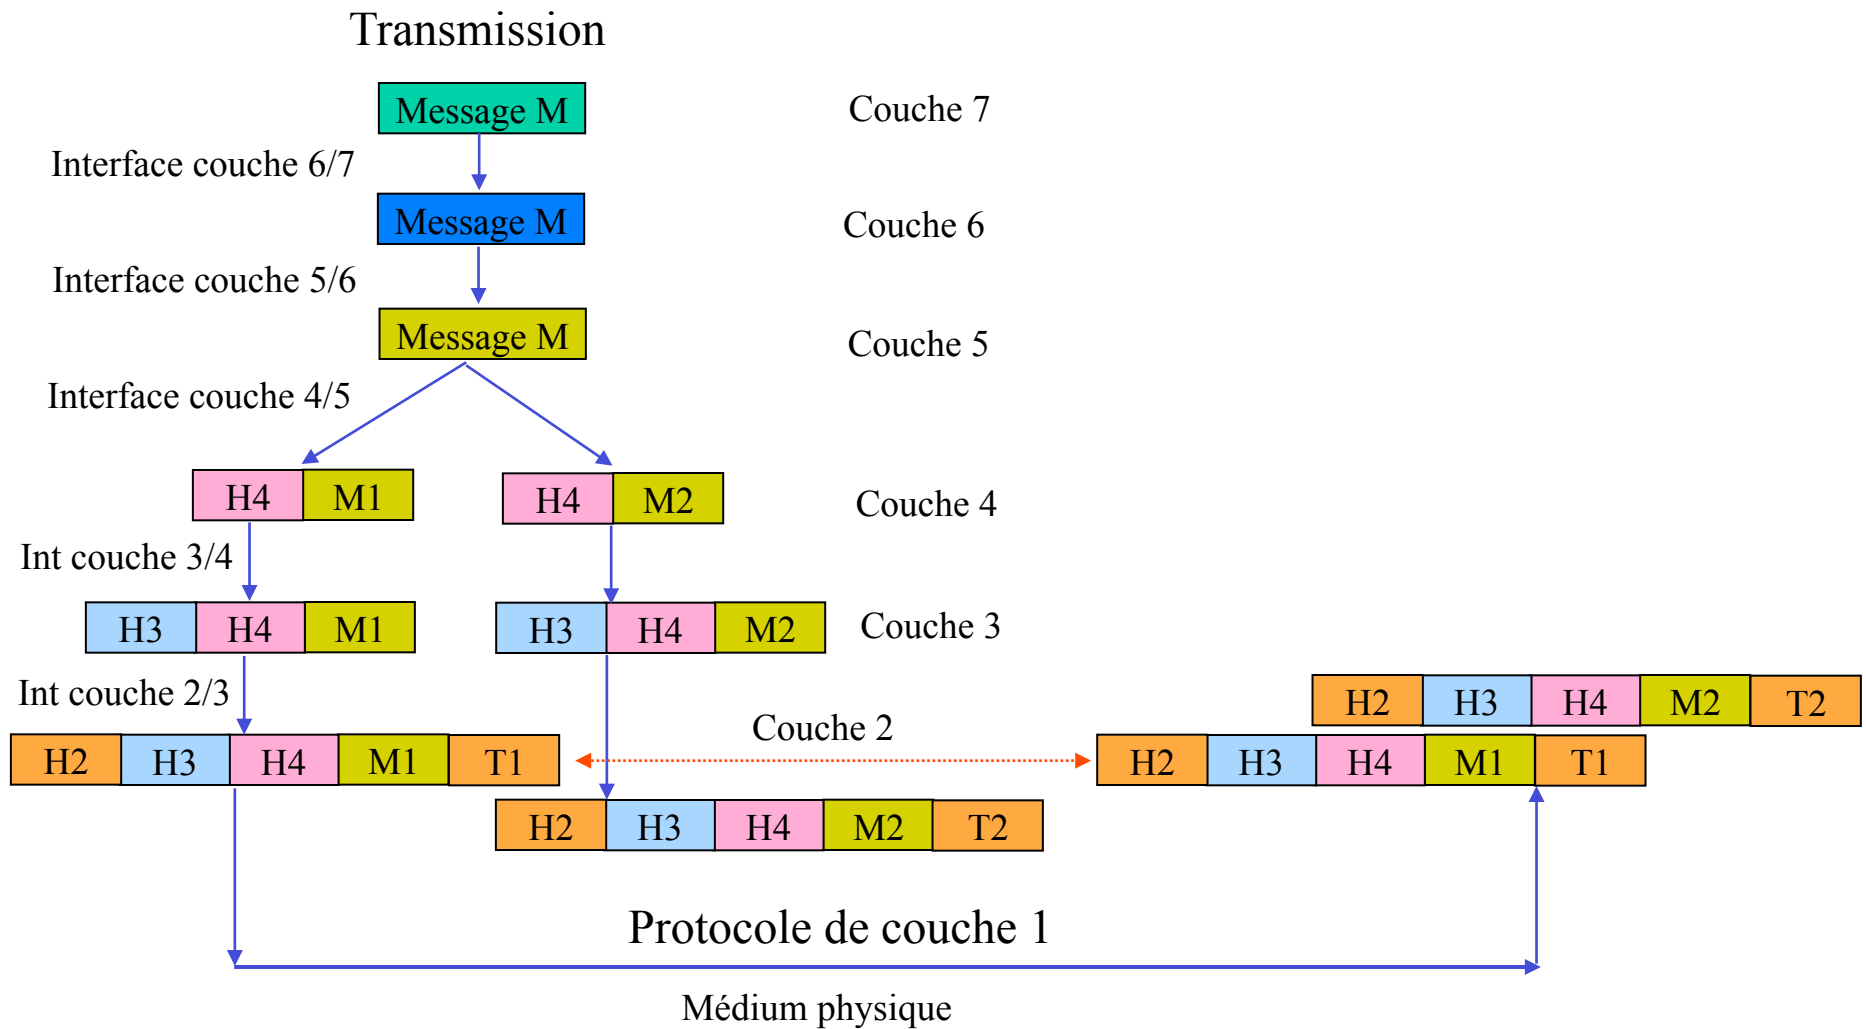 Transmission
Message M
Couche 7
Interface couche 6/7
Message M
Couche 6
Interface couche 5/6
Message M
Couche 5
Interface couche 4/5
H4 M1 H4 M2
Couche 4
Int couche 3/4
H3 H4 M1 H3 H4 M2
Couche 3
Int couche 2/3
H2 H3 H4 M2 T2
Couche 2
H2 H3 H4 M1 T1 H2 H3 H4 M1 T1
H2 H3 H4 M2 T2
Protocole de couche 1
Médium physique